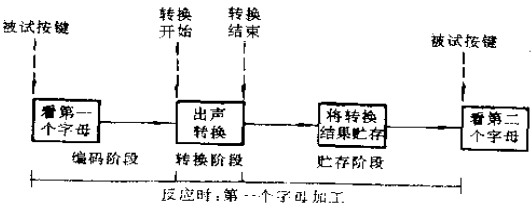 被试按键
转换
开始
转换
结束
被试按键
看第一
个字母
出声
转换
将转换
结果贮存
看第二
个字母
编码阶段
转换阶段
贮存阶段
反应时:第一个字母加工